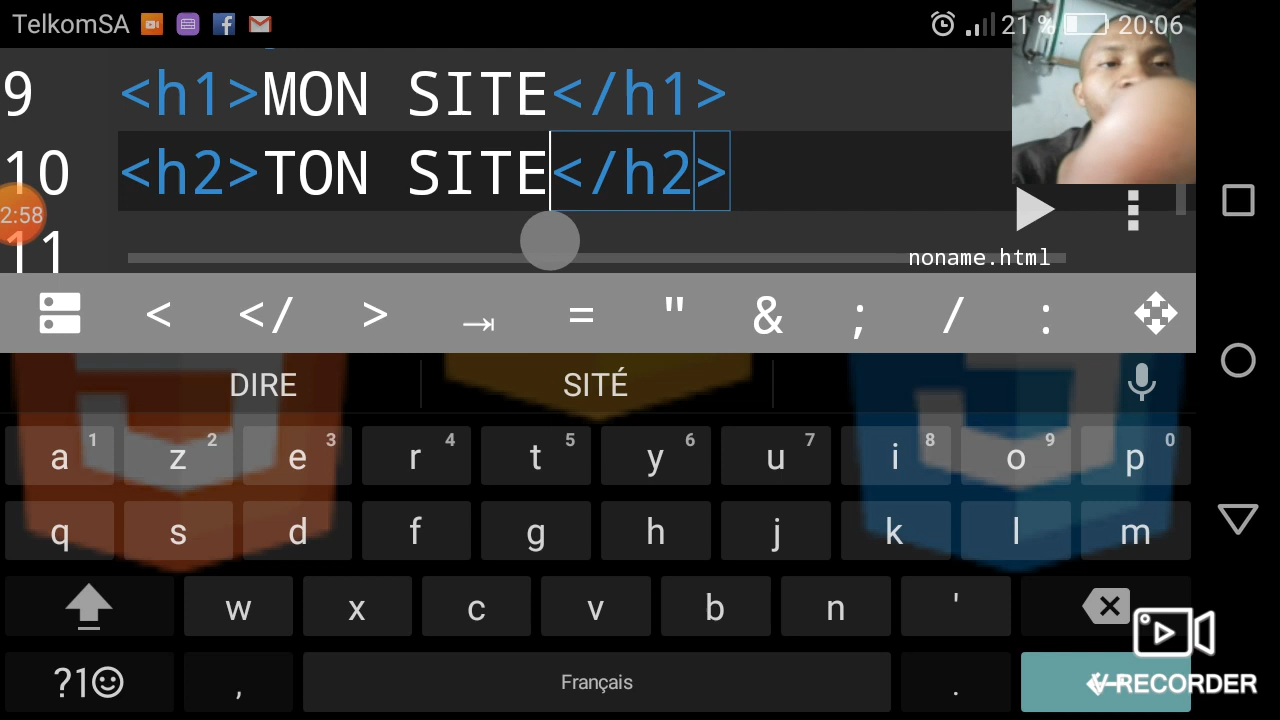 TelkomSA 21 % 20:06
9 <h1>MON SITE</h1>
10 <h2>TON SITE</h2>
2:58
11
noname.html
< </ > ⇥ = " & ; / :
DIRE SITÉ
a 1 z 2 e 3 r 4 t 5 y 6 u 7 i 8 o 9 p 0
q s d f g h j k l m
w x c v b n '
?1☺ , Français .
V-RECORDER